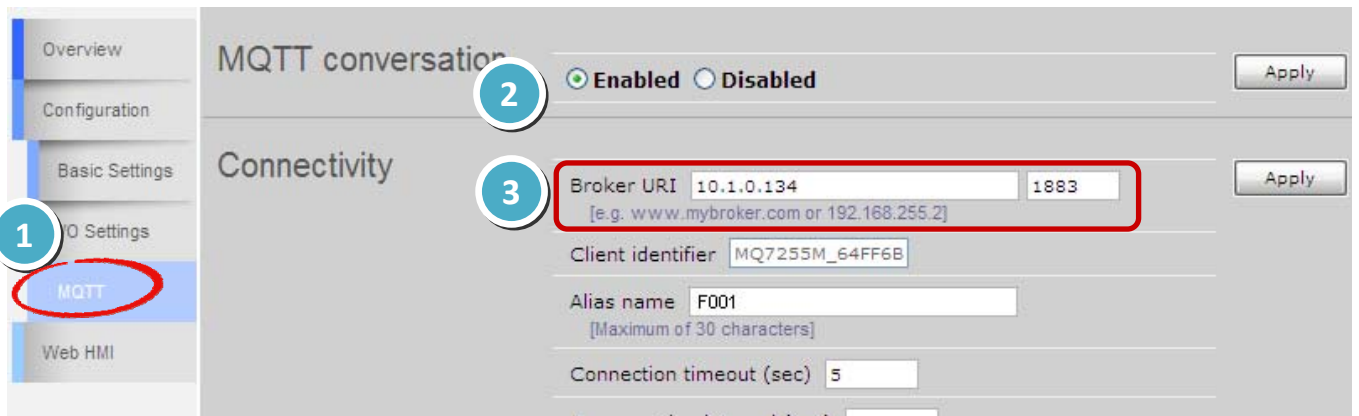 Overview
Configuration
Basic Settings
1
/O Settings
MQTT
Web HMI
MQTT conversation
2
Enabled Disabled
Apply
Connectivity
3
Broker URI 10.1.0.134 1883
Apply
[e.g. www.mybroker.com or 192.168.255.2]
Client identifier MQ7255M_64FF6B
Alias name F001
[Maximum of 30 characters]
Connection timeout (sec) 5